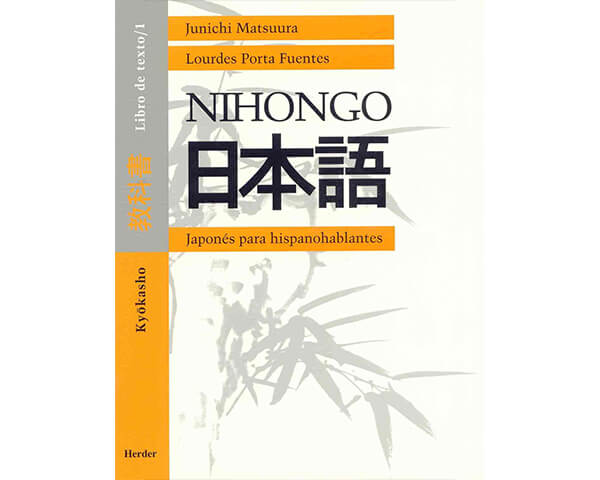 Junichi Matsuura
Lourdes Porta Fuentes
NIHONGO
日本語
Japonés para hispanohablantes
Libro de texto/1
教科書
Kyōkasho
Herder